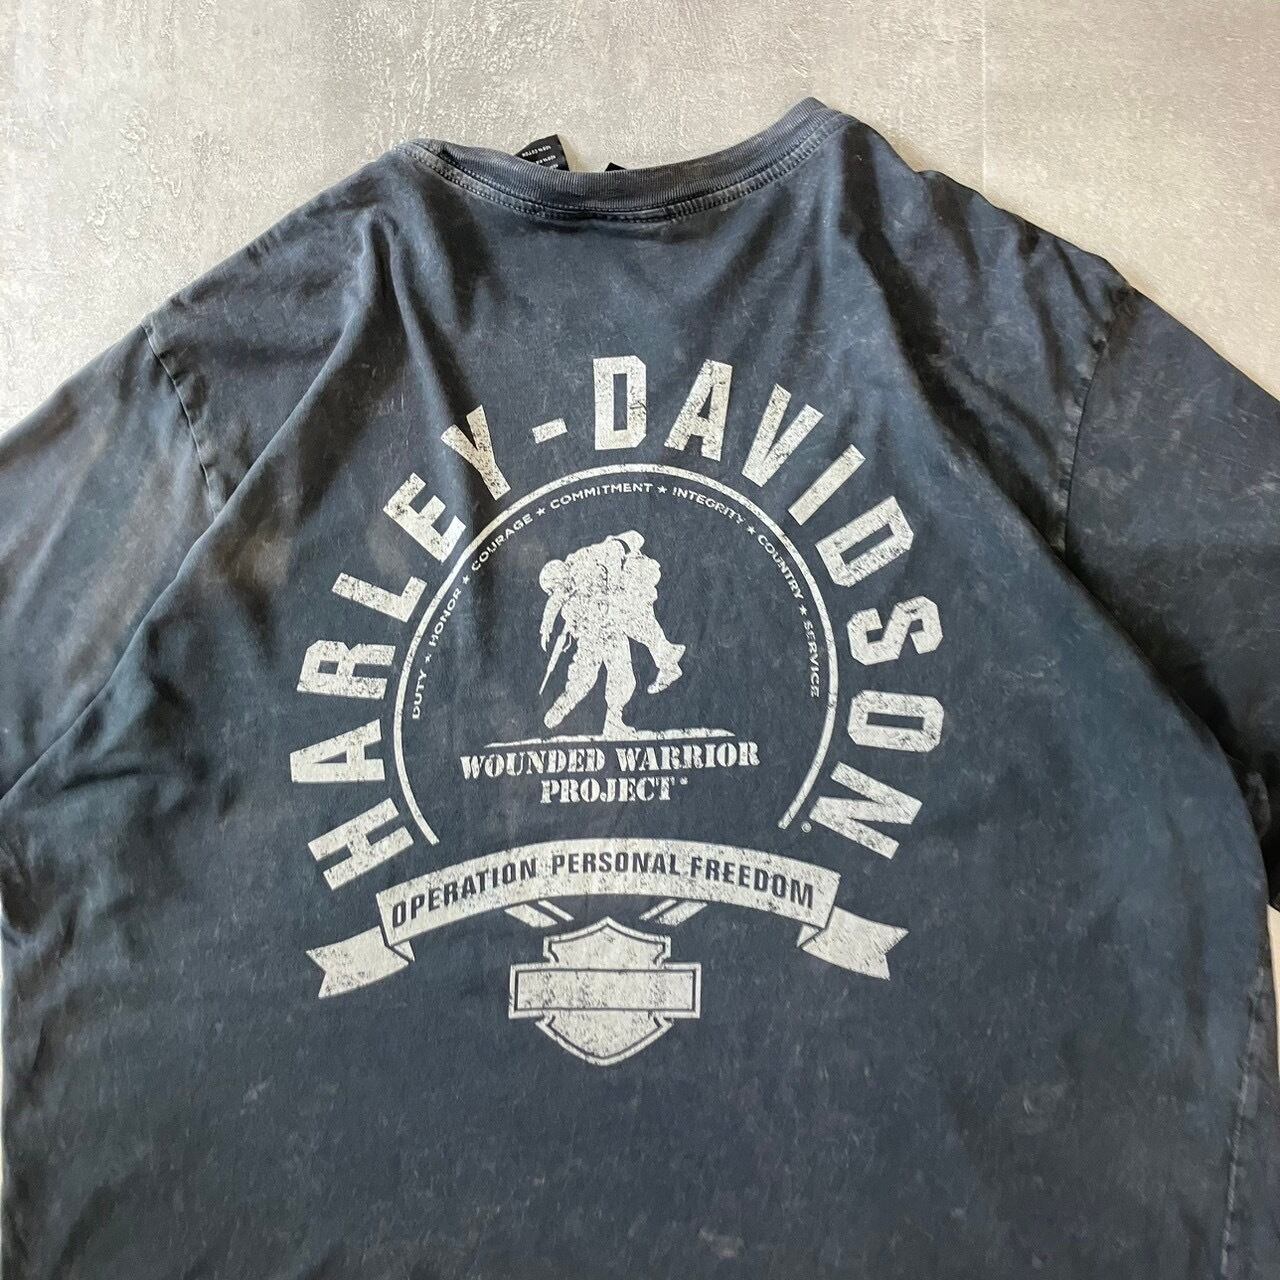 HARLEY-DAVIDSON
DUTY ★ HONOR ★ COURAGE ★ COMMITMENT ★ INTEGRITY ★ COUNTRY ★ SERVICE
WOUNDED WARRIOR
PROJECT®
®
OPERATION PERSONAL FREEDOM